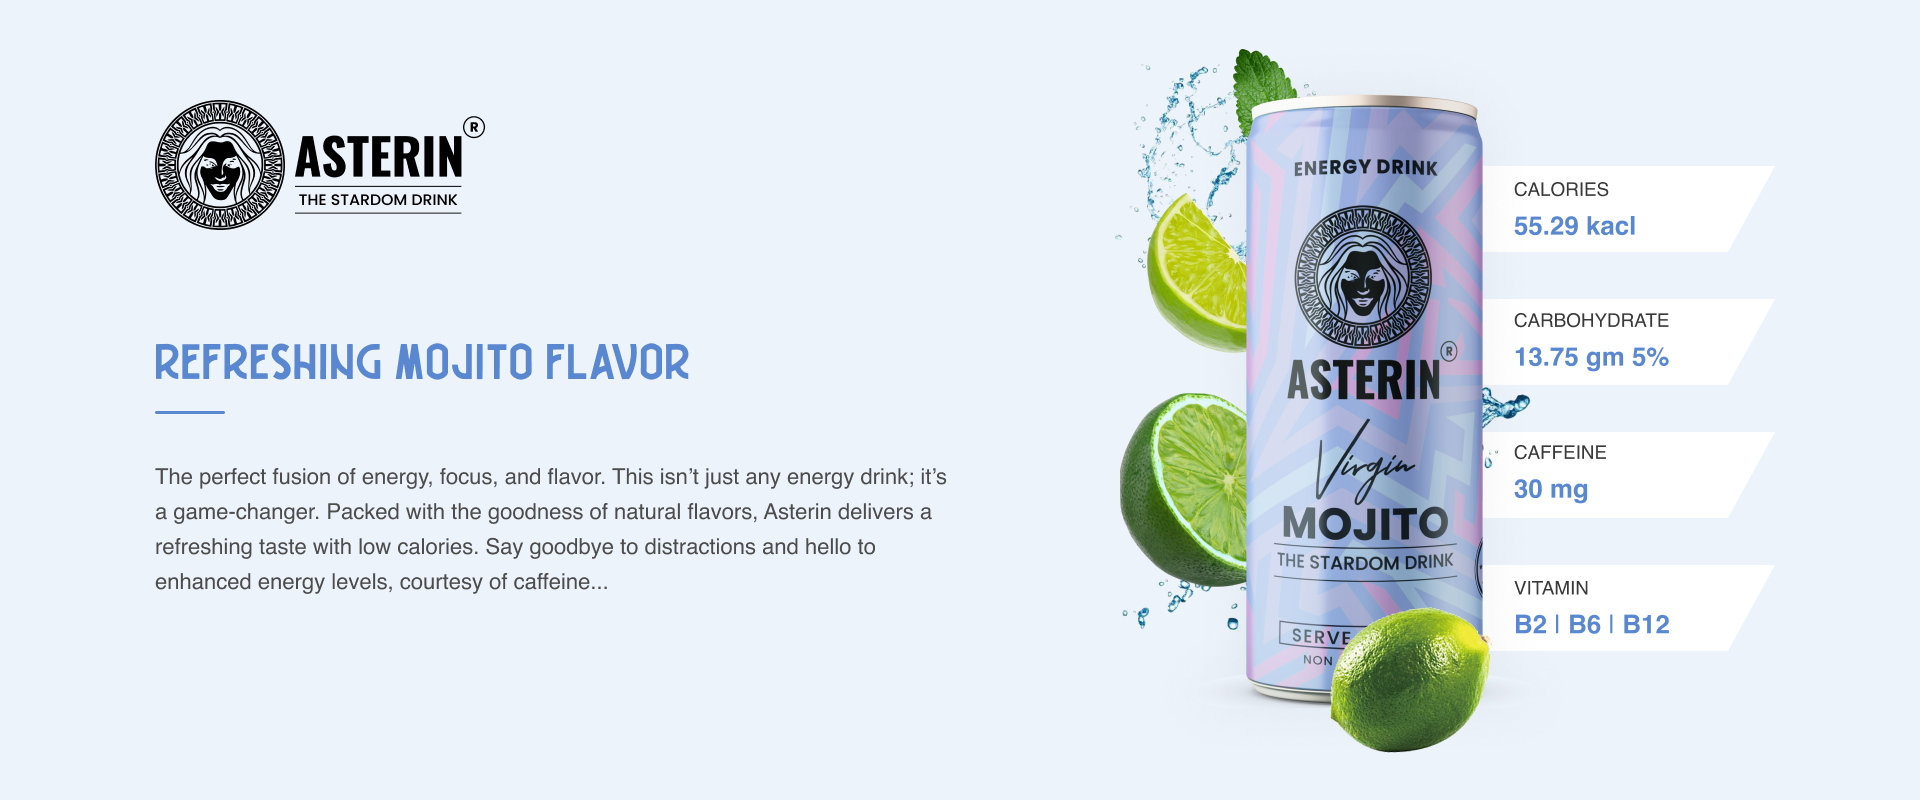 ASTERIN®
THE STARDOM DRINK
REFRESHING MOJITO FLAVOR
The perfect fusion of energy, focus, and flavor. This isn’t just any energy drink; it’s
a game-changer. Packed with the goodness of natural flavors, Asterin delivers a
refreshing taste with low calories. Say goodbye to distractions and hello to
enhanced energy levels, courtesy of caffeine...
ENERGY DRINK
ASTERIN®
Virgin
MOJITO
THE STARDOM DRINK
SERVE
NON
CALORIES
55.29 kacl
CARBOHYDRATE
13.75 gm 5%
CAFFEINE
30 mg
VITAMIN
B2 | B6 | B12